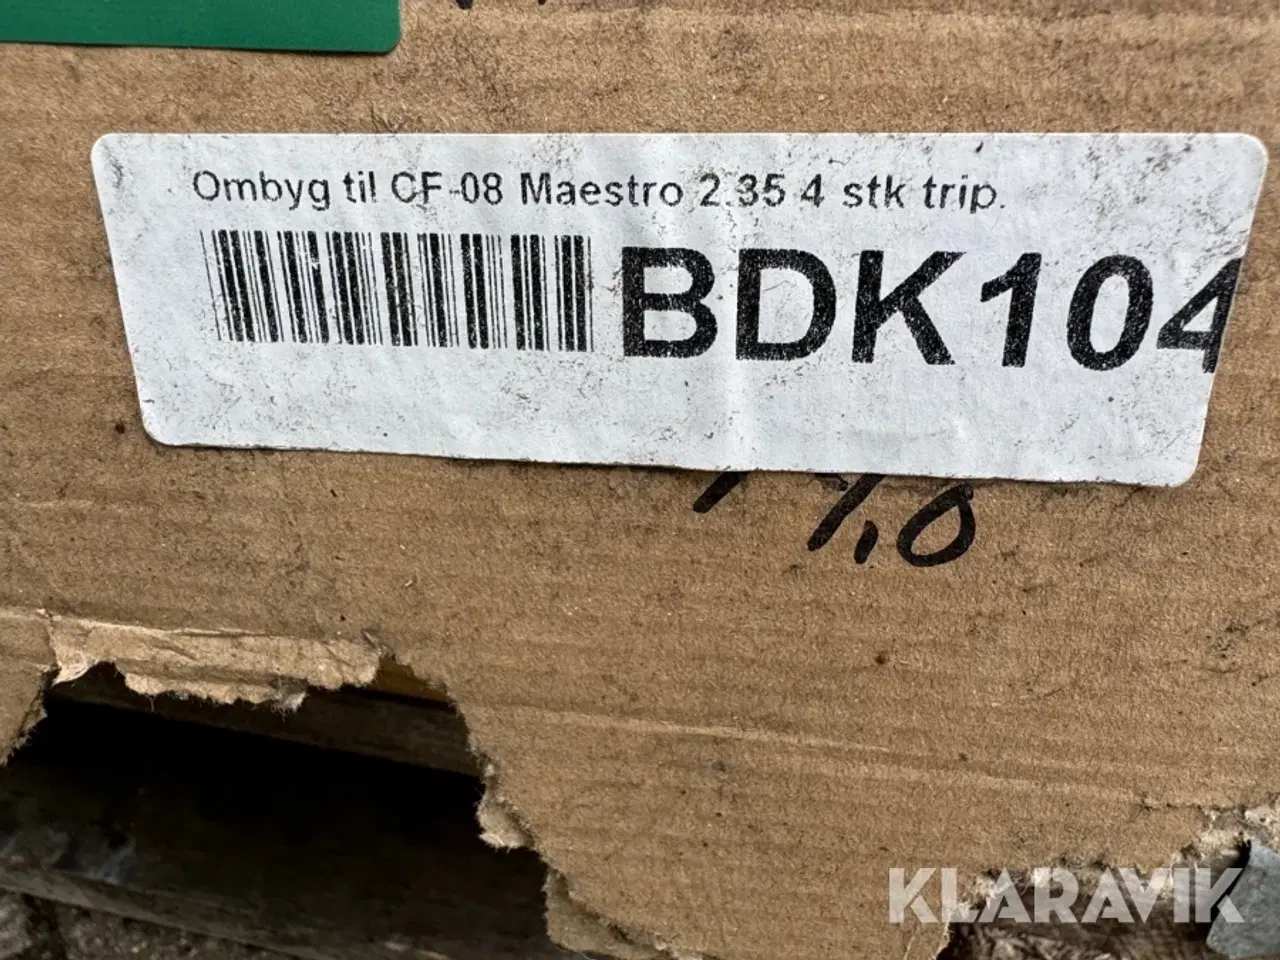 Ombyg til CF-08 Maestro 2.35 4 stk trip.
BDK104
KLARAVIK